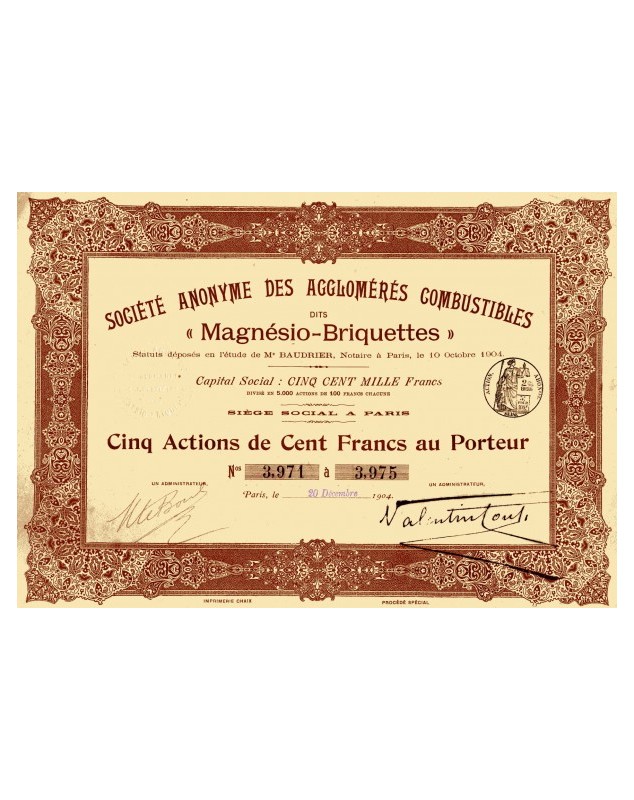 SOCIÉTÉ ANONYME DES AGGLOMÉRÉS COMBUSTIBLES
DITS
« Magnésio-Briquettes »
Statuts déposés en l'étude de Mᵉ BAUDRIER, Notaire à Paris, le 10 Octobre 1904.
Capital Social : CINQ CENT MILLE Francs
DIVISÉ EN 5.000 ACTIONS DE 100 FRANCS CHACUNE
SIÈGE SOCIAL A PARIS
Cinq Actions de Cent Francs au Porteur
Nᵒˢ 3.971 à 3.975
UN ADMINISTRATEUR,
UN ADMINISTRATEUR,
Paris, le 20 Décembre 1904.
IMPRIMERIE CHAIX
PROCÉDÉ SPÉCIAL